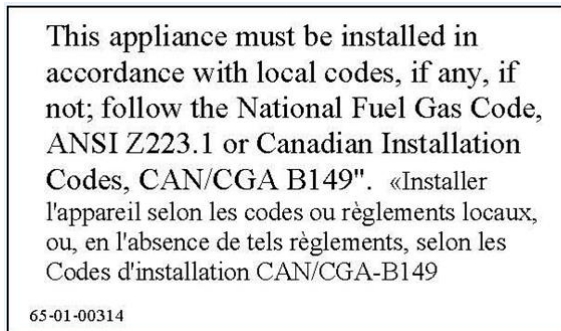 This appliance must be installed in
accordance with local codes, if any, if
not; follow the National Fuel Gas Code,
ANSI Z223.1 or Canadian Installation
Codes, CAN/CGA B149".  «Installer
l'appareil selon les codes ou règlements locaux,
ou, en l'absence de tels règlements, selon les
Codes d'installation CAN/CGA-B149
65-01-00314